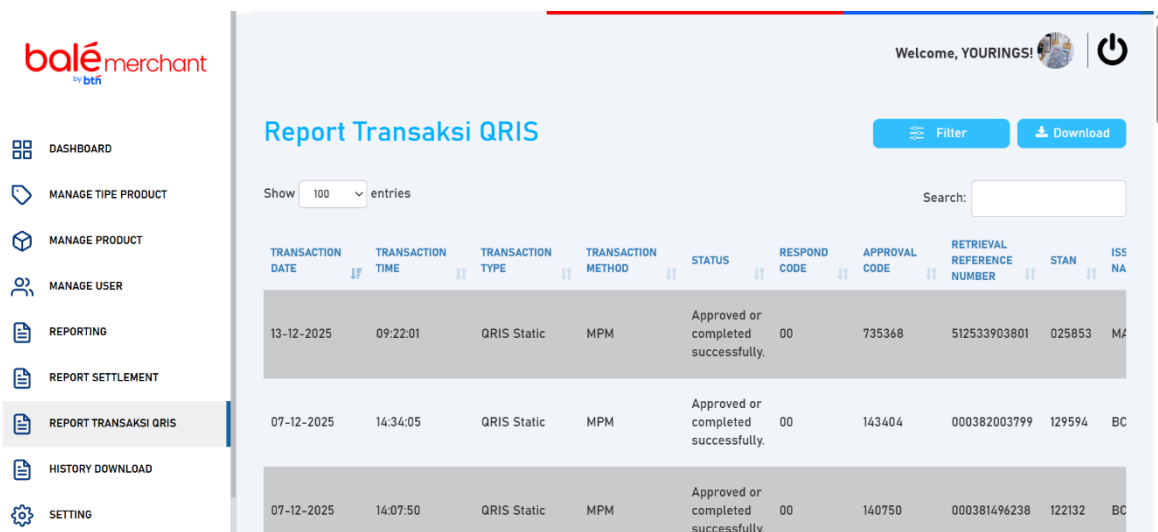 balé merchant
by btn
Welcome, YOURINGS!
Report Transaksi QRIS
Filter
Download
DASHBOARD
MANAGE TIPE PRODUCT
MANAGE PRODUCT
MANAGE USER
REPORTING
REPORT SETTLEMENT
REPORT TRANSAKSI QRIS
HISTORY DOWNLOAD
SETTING
Show 100 entries
Search:
TRANSACTION DATE
TRANSACTION TIME
TRANSACTION TYPE
TRANSACTION METHOD
STATUS
RESPOND CODE
APPROVAL CODE
RETRIEVAL REFERENCE NUMBER
STAN
13-12-2025 09:22:01 QRIS Static MPM Approved or completed successfully. 00 735368 512533903801 025853
07-12-2025 14:34:05 QRIS Static MPM Approved or completed successfully. 00 143404 000382003799 129594 BC
07-12-2025 14:07:50 QRIS Static MPM Approved or completed successfully. 00 140750 000381496238 122132 BC